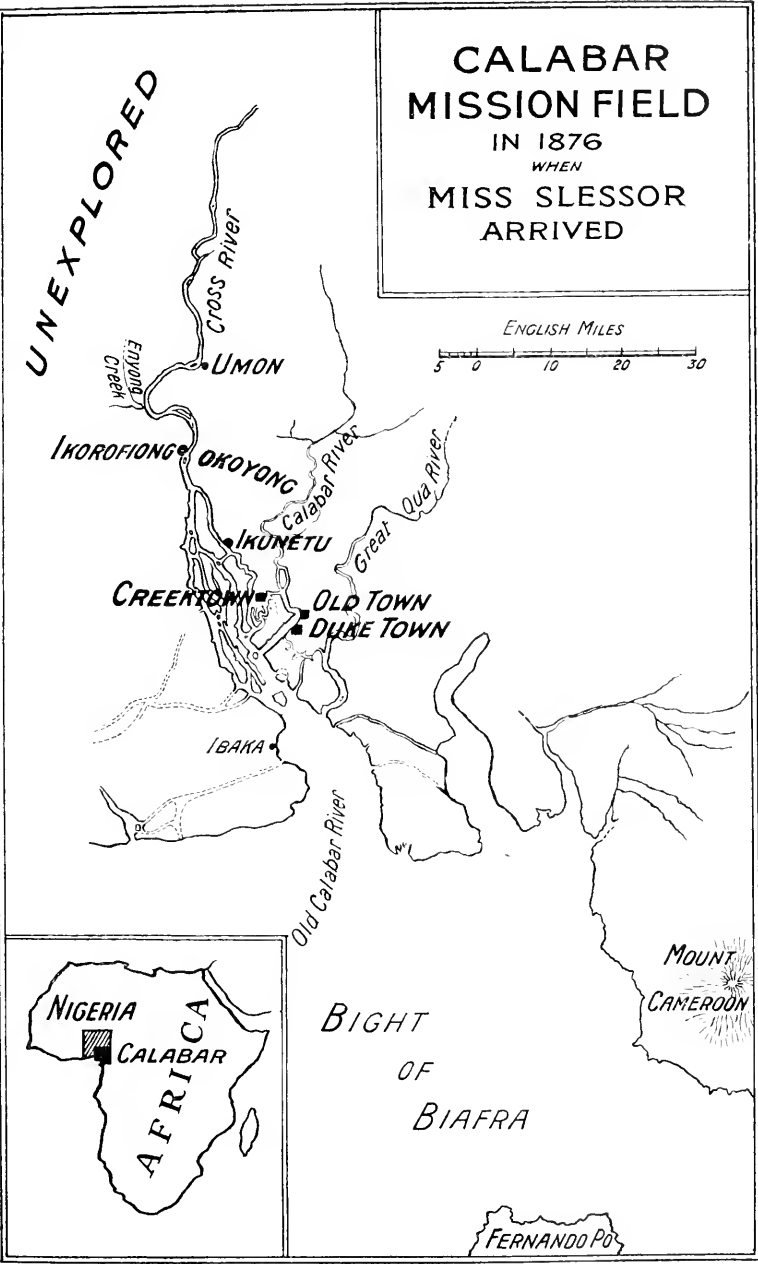 CALABAR
MISSION FIELD
IN 1876
WHEN
MISS SLESSOR
ARRIVED
UNEXPLORED
Cross River
ENGLISH MILES
5 0 10 20 30
Enyong
Creek
UMON
IKOROFIONG
OKOYONG
Calabar River
Great Qua River
IKUNETU
CREEKTOWN
OLD TOWN
DUKE TOWN
IBAKA
Old Calabar River
MOUNT
CAMEROON
NIGERIA
CALABAR
AFRICA
BIGHT
OF
BIAFRA
FERNANDO PO